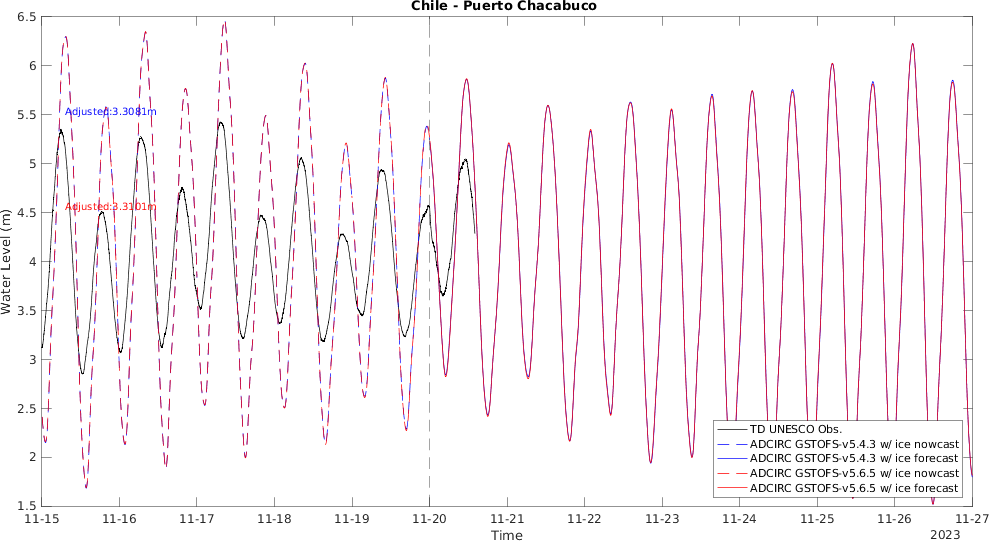 Chile - Puerto Chacabuco
6.5
6
5.5
5
4.5
4
3.5
3
2.5
2
1.5
Water Level (m)
Adjusted:3.3081m
Adjusted:3.3101m
TD UNESCO Obs.
ADCIRC GSTOFS-v5.4.3 w/ ice nowcast
ADCIRC GSTOFS-v5.4.3 w/ ice forecast
ADCIRC GSTOFS-v5.6.5 w/ ice nowcast
ADCIRC GSTOFS-v5.6.5 w/ ice forecast
11-15 11-16 11-17 11-18 11-19 11-20 11-21 11-22 11-23 11-24 11-25 11-26 11-27
Time
2023